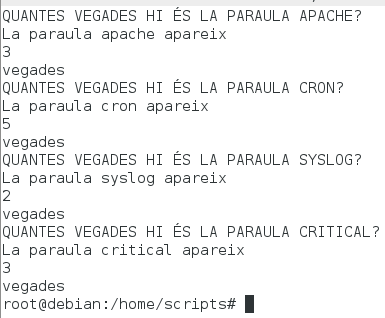 QUANTES VEGADES HI ÉS LA PARAULA APACHE?
La paraula apache apareix
3
vegades
QUANTES VEGADES HI ÉS LA PARAULA CRON?
La paraula cron apareix
5
vegades
QUANTES VEGADES HI ÉS LA PARAULA SYSLOG?
La paraula syslog apareix
2
vegades
QUANTES VEGADES HI ÉS LA PARAULA CRITICAL?
La paraula critical apareix
3
vegades
root@debian:/home/scripts#